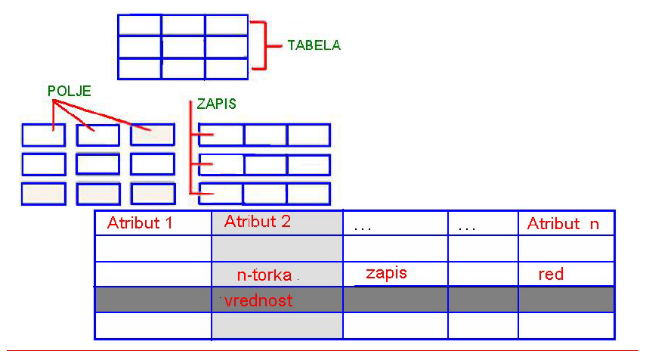 TABELA
POLJE
ZAPIS
Atribut 1 Atribut 2 ... ... Atribut n
n-torka zapis red
vrednost